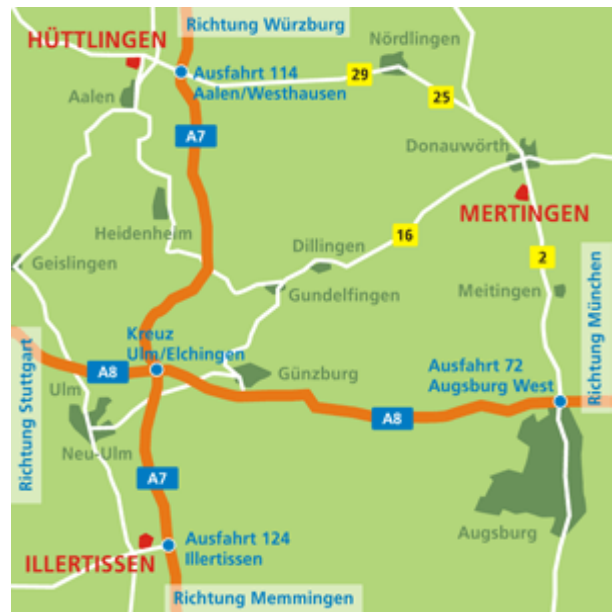 Richtung Würzburg
HÜTTLINGEN
Nördlingen
Ausfahrt 114
Aalen/Westhausen
29
Aalen
25
A7
Donauwörth
MERTINGEN
Heidenheim
16
Dillingen
2
Geislingen
Gundelfingen
Meitingen
Richtung München
Kreuz
Ulm/Elchingen
Richtung Stuttgart
A8
Günzburg
Ausfahrt 72
Augsburg West
Ulm
A8
Neu-Ulm
A7
Augsburg
Ausfahrt 124
Illertissen
ILLERTISSEN
Richtung Memmingen